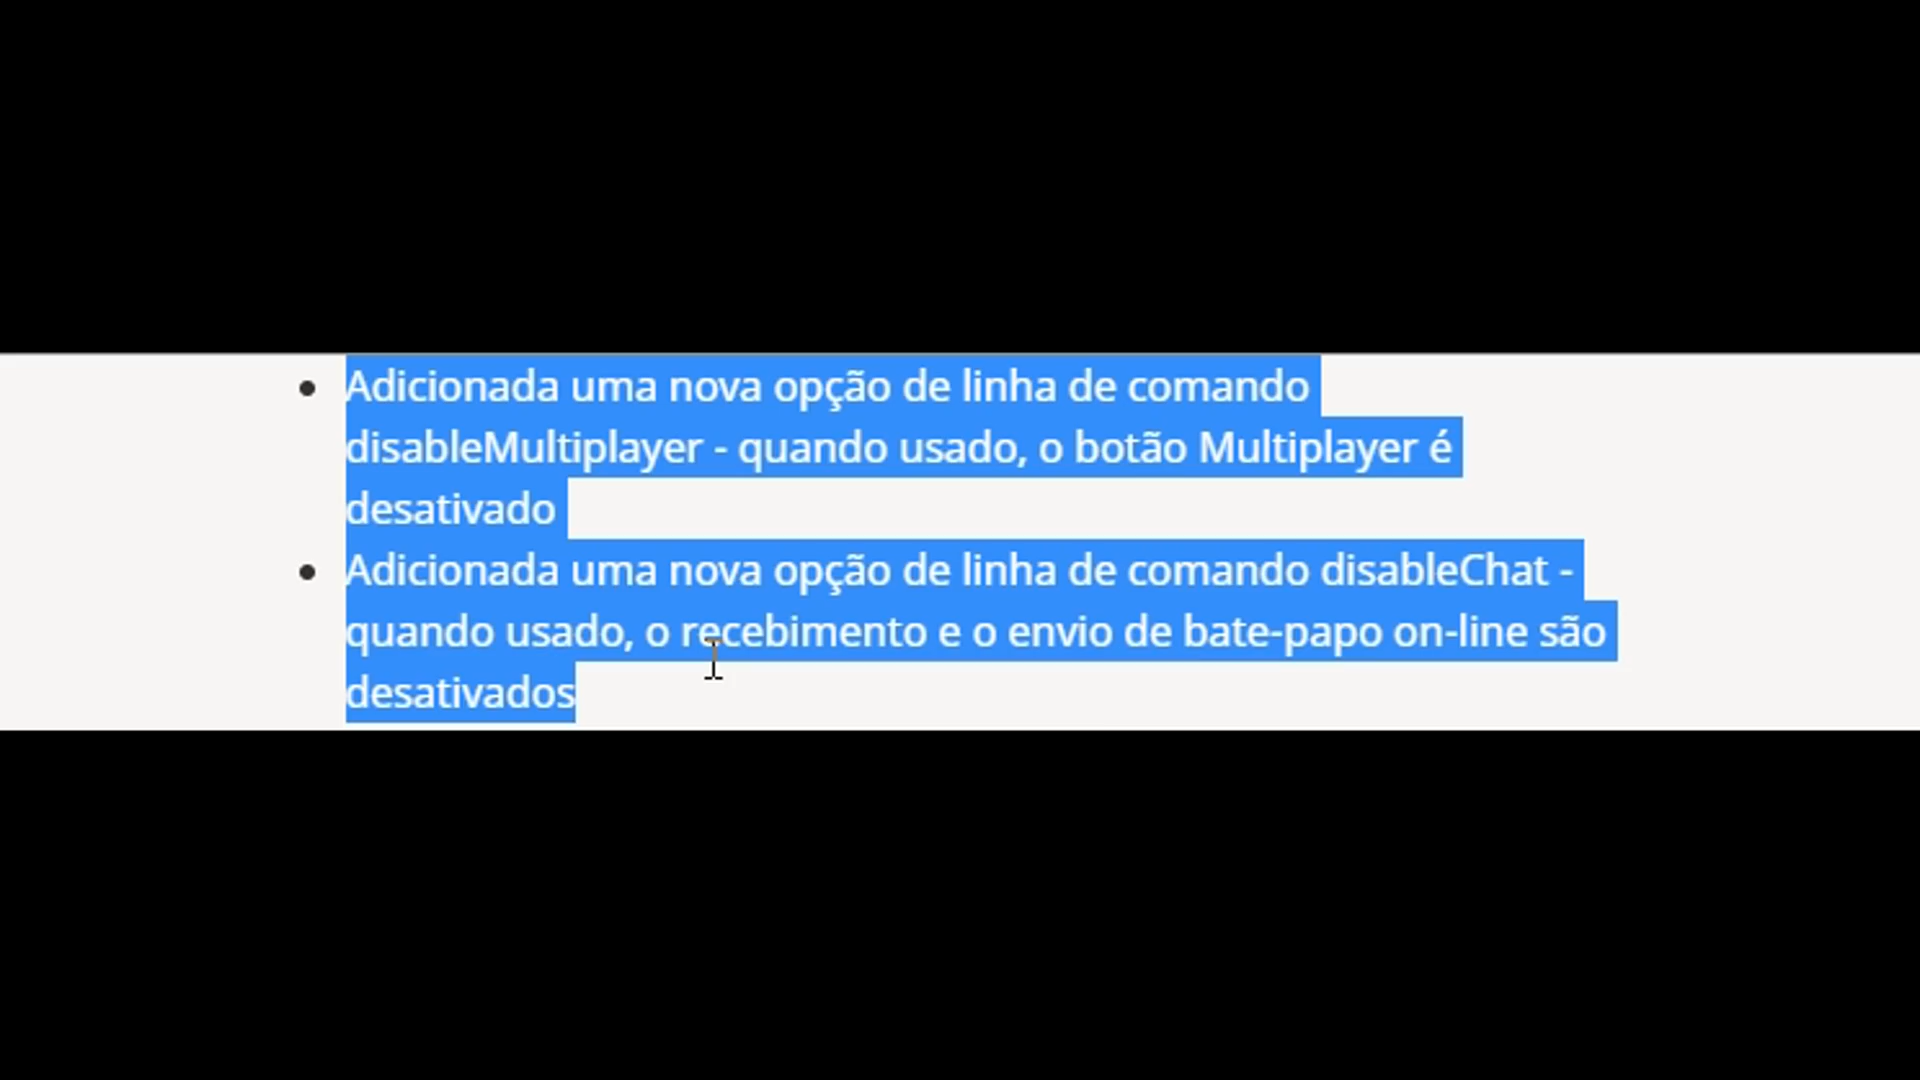 Adicionada uma nova opção de linha de comando
disableMultiplayer - quando usado, o botão Multiplayer é
desativado
Adicionada uma nova opção de linha de comando disableChat -
quando usado, o recebimento e o envio de bate-papo on-line são
desativados